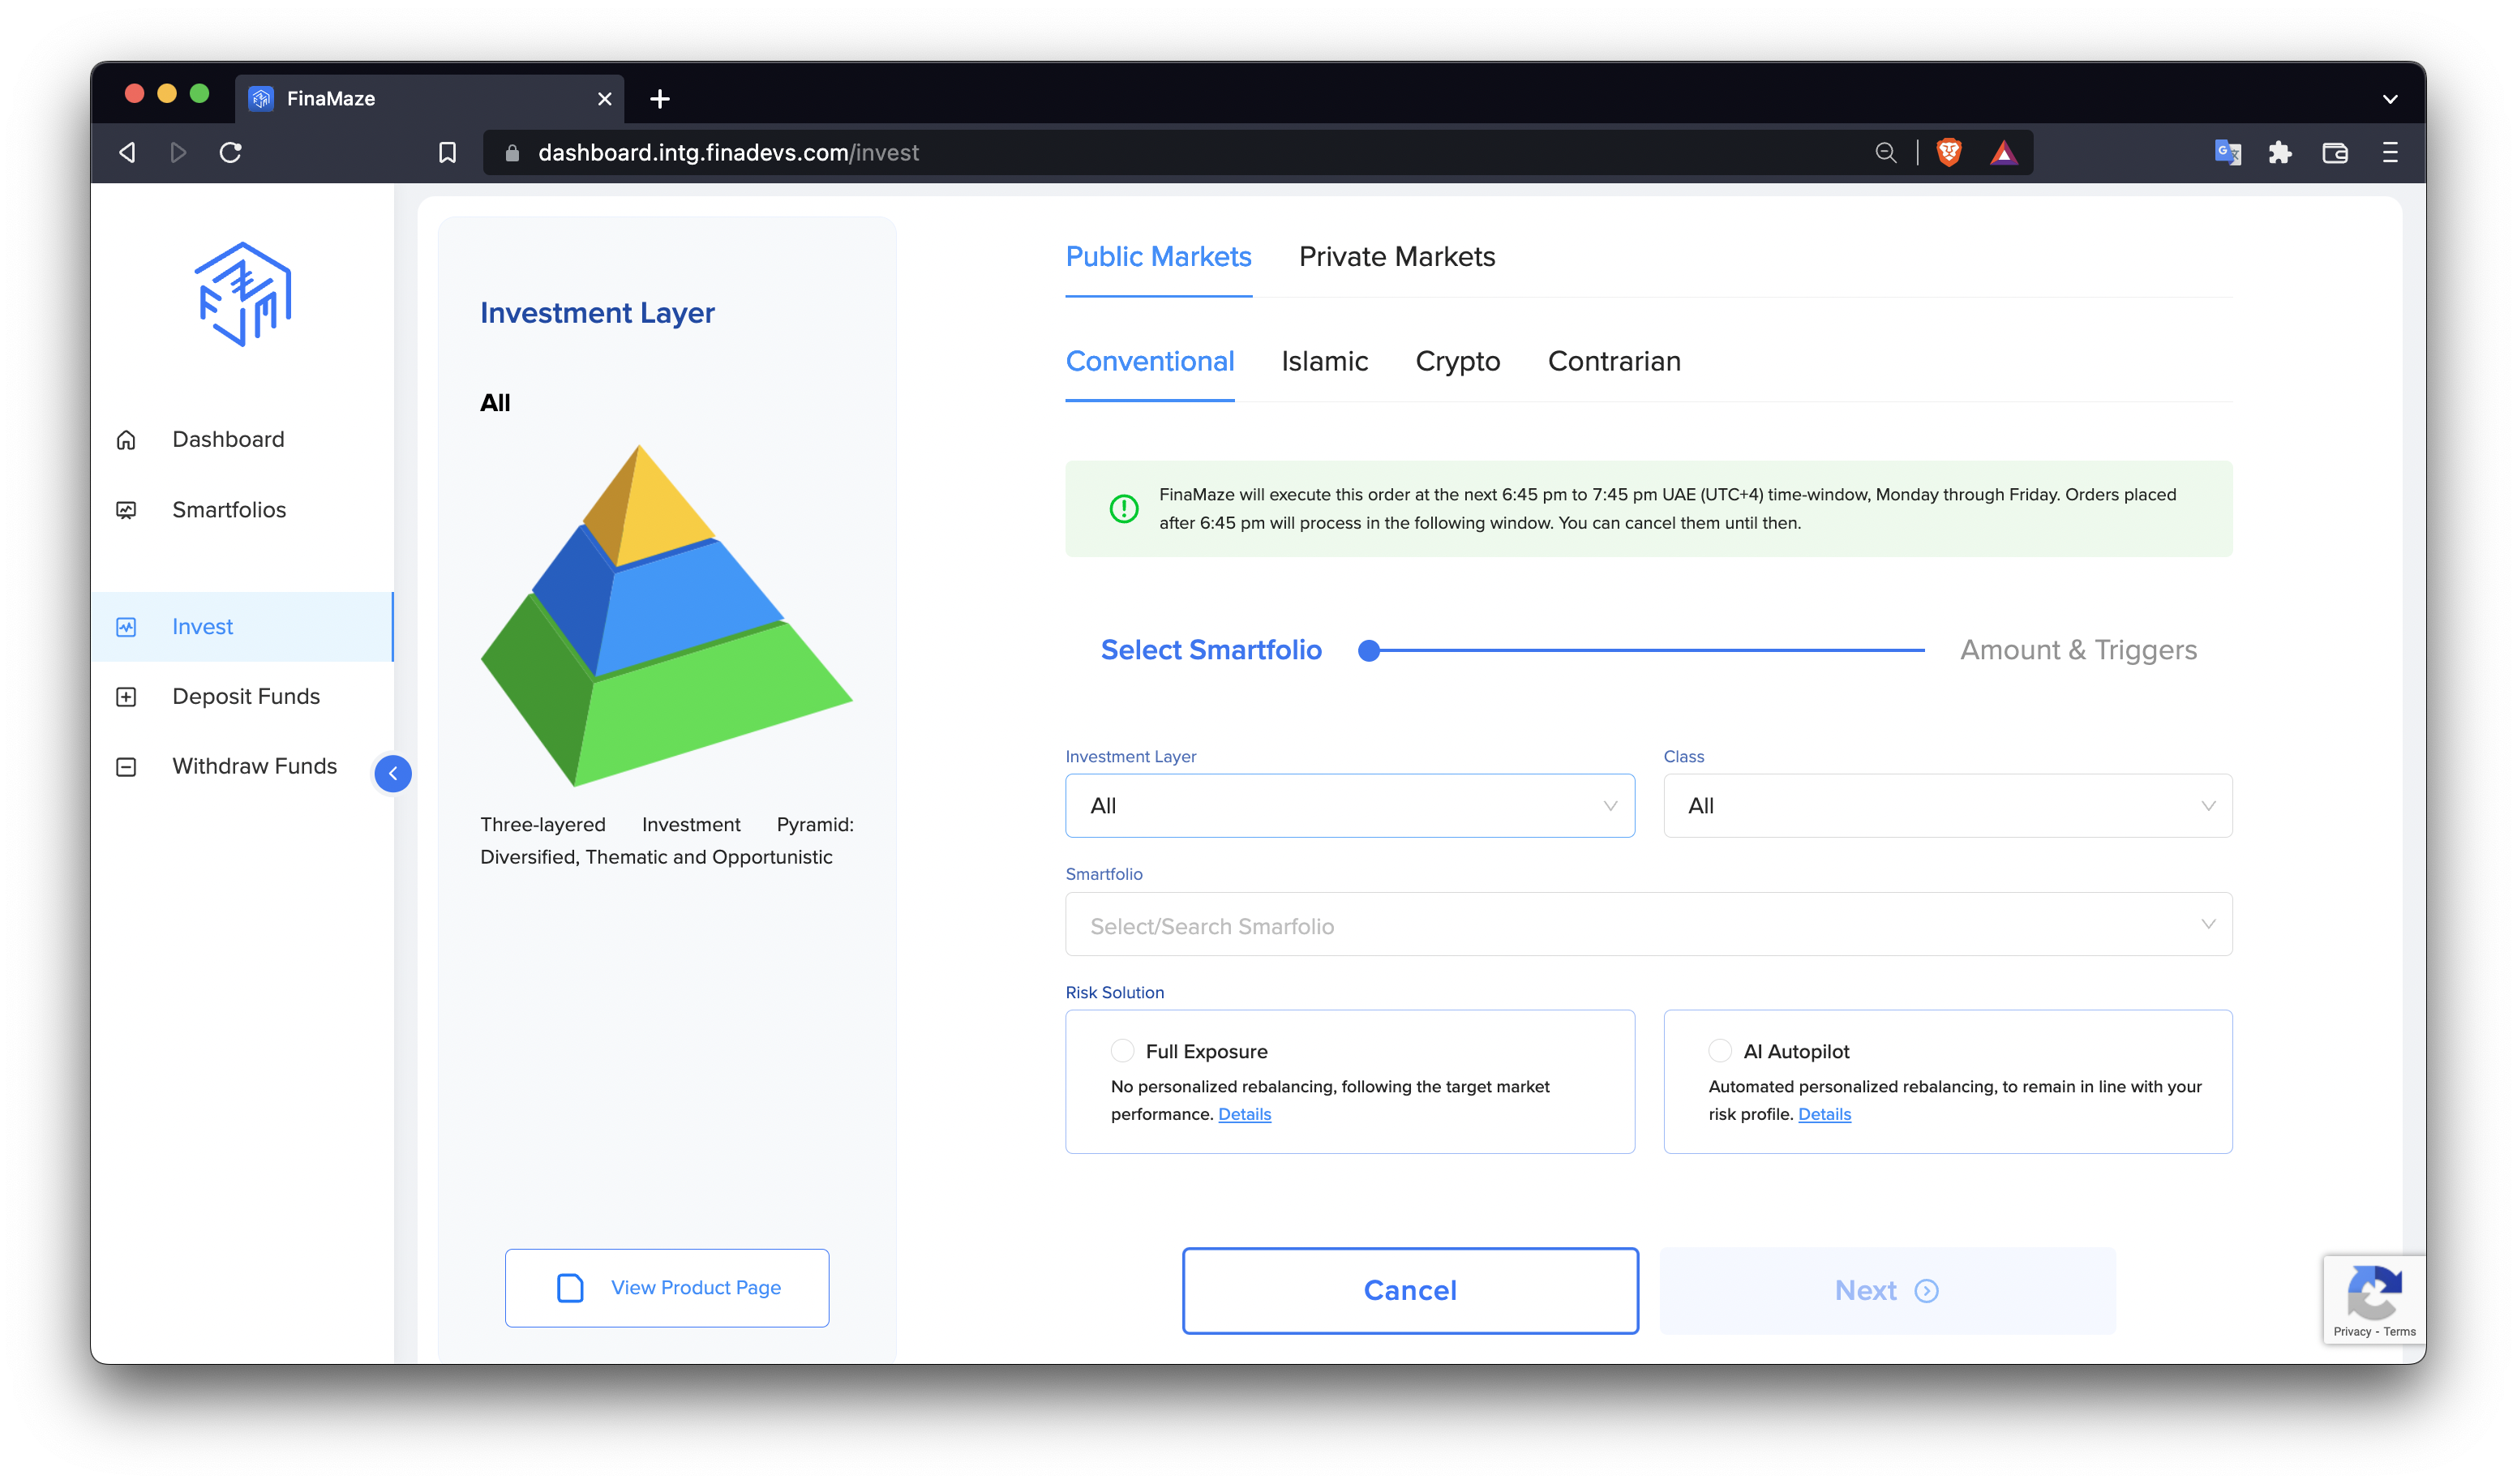 FinaMaze
dashboard.intg.finadevs.com/invest
Dashboard
Smartfolios
Invest
Deposit Funds
Withdraw Funds
Investment Layer
All
Three-layered Investment Pyramid:
Diversified, Thematic and Opportunistic
View Product Page
Public Markets Private Markets
Conventional Islamic Crypto Contrarian
FinaMaze will execute this order at the next 6:45 pm to 7:45 pm UAE (UTC+4) time-window, Monday through Friday. Orders placed
after 6:45 pm will process in the following window. You can cancel them until then.
Select Smartfolio Amount & Triggers
Investment Layer Class
All All
Smartfolio
Select/Search Smarfolio
Risk Solution
Full Exposure
No personalized rebalancing, following the target market
performance. Details
AI Autopilot
Automated personalized rebalancing, to remain in line with your
risk profile. Details
Cancel Next
Privacy - Terms